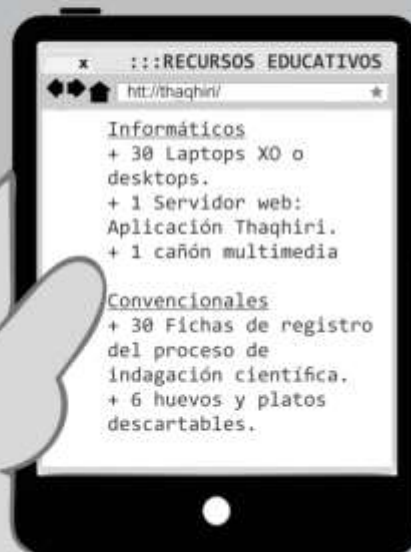 x :::RECURSOS EDUCATIVOS
htt://thaqhiri/
Informáticos
+ 30 Laptops XO o
desktops.
+ 1 Servidor web:
Aplicación Thaqhiri.
+ 1 cañón multimedia
Convencionales
+ 30 Fichas de registro
del proceso de
indagación científica.
+ 6 huevos y platos
descartables.